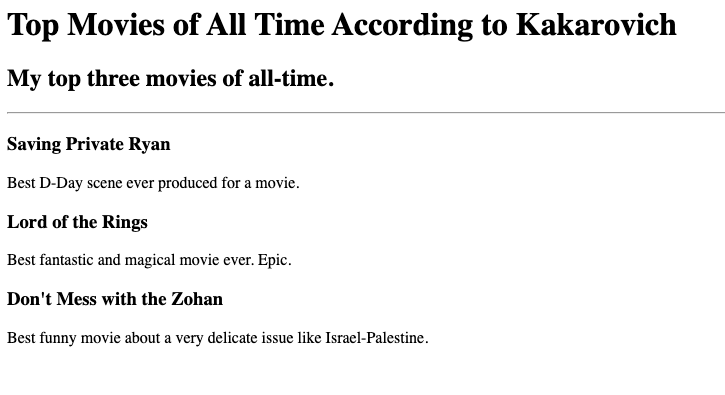 Top Movies of All Time According to Kakarovich
My top three movies of all-time.
Saving Private Ryan
Best D-Day scene ever produced for a movie.
Lord of the Rings
Best fantastic and magical movie ever. Epic.
Don't Mess with the Zohan
Best funny movie about a very delicate issue like Israel-Palestine.